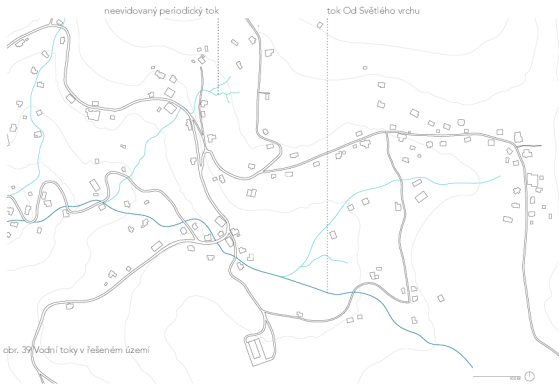 neevidovaný periodický tok
tok Od Světlého vrchu
obr. 39 Vodní toky v řešeném území